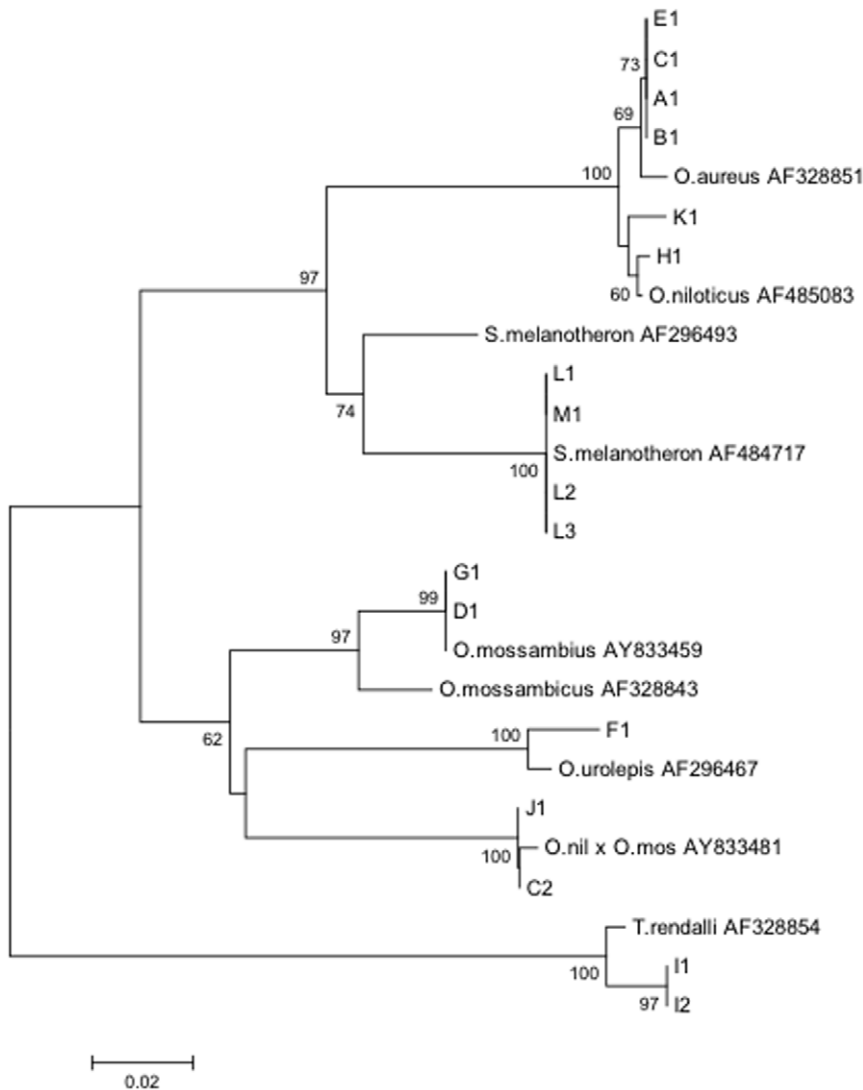 E1
73
C1
A1
69
B1
100
O.aureus AF328851
K1
H1
97
60
O.niloticus AF485083
S.melanotheron AF296493
L1
74
M1
S.melanotheron AF484717
100
L2
L3
G1
99
D1
97
O.mossambius AY833459
O.mossambicus AF328843
62
100
F1
O.urolepis AF296467
J1
O.nil x O.mos AY833481
100
C2
T.rendalli AF328854
I1
100
97
I2
0.02